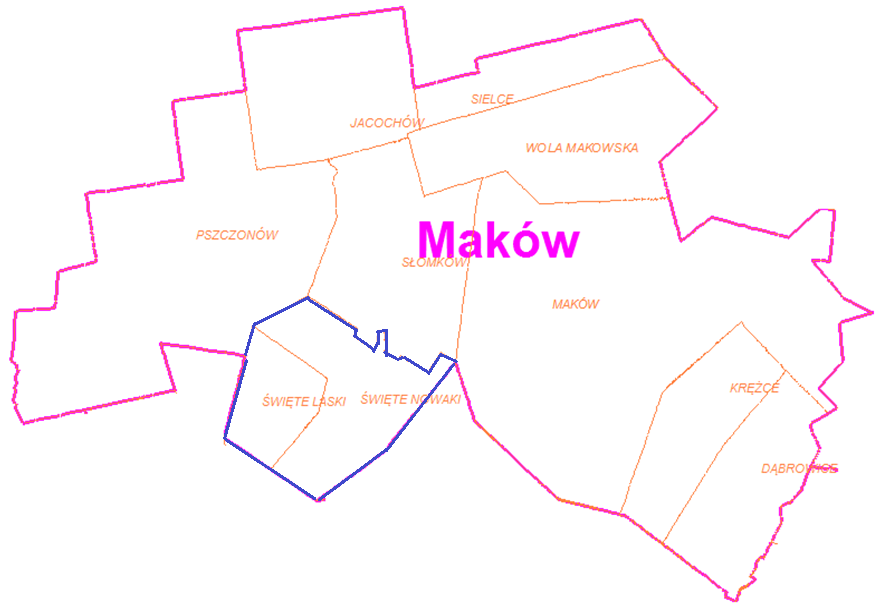 SIELCE
JACOCHÓW
WOLA MAKOWSKA
PSZCZONÓW
Maków
SŁOMKÓW
MAKÓW
KRĘŻCE
ŚWIĘTE LASKI
ŚWIĘTE NOWAKI
DĄBROWICE